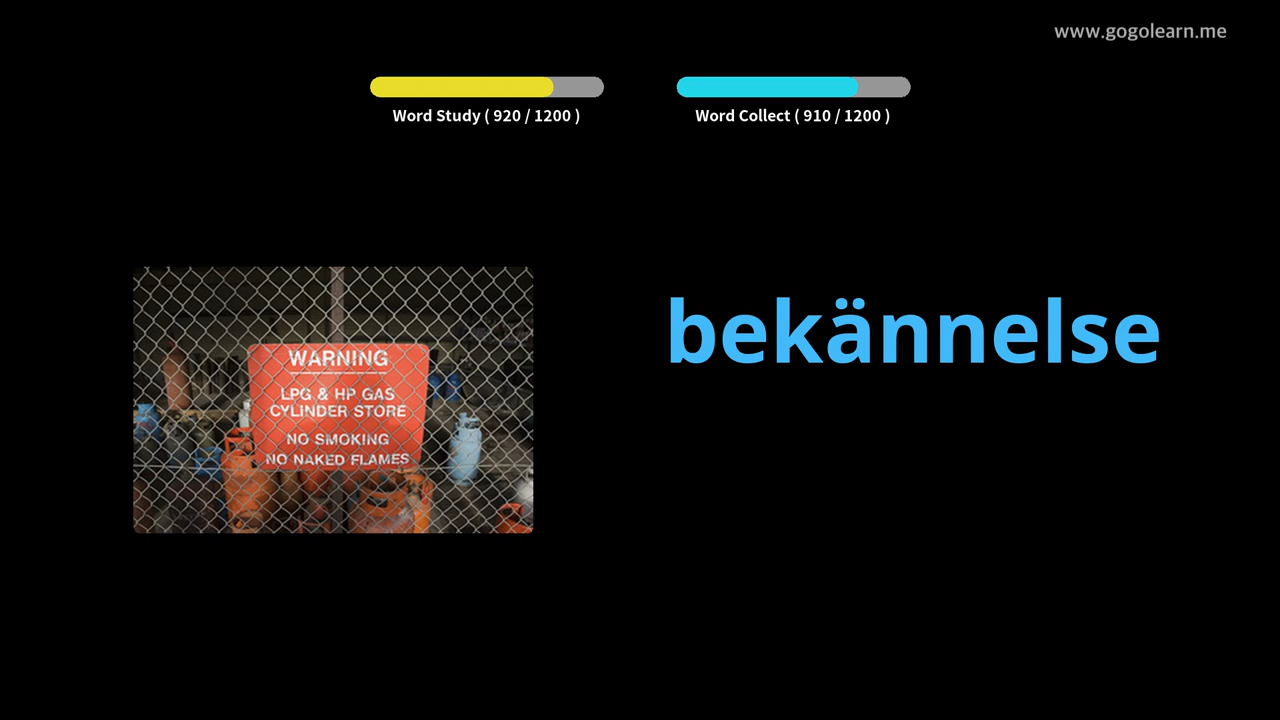 www.gogolearn.me
Word Study ( 920 / 1200 )
Word Collect ( 910 / 1200 )
bekännelse
WARNING
LPG & HP GAS
CYLINDER STORE
NO SMOKING
NO NAKED FLAMES